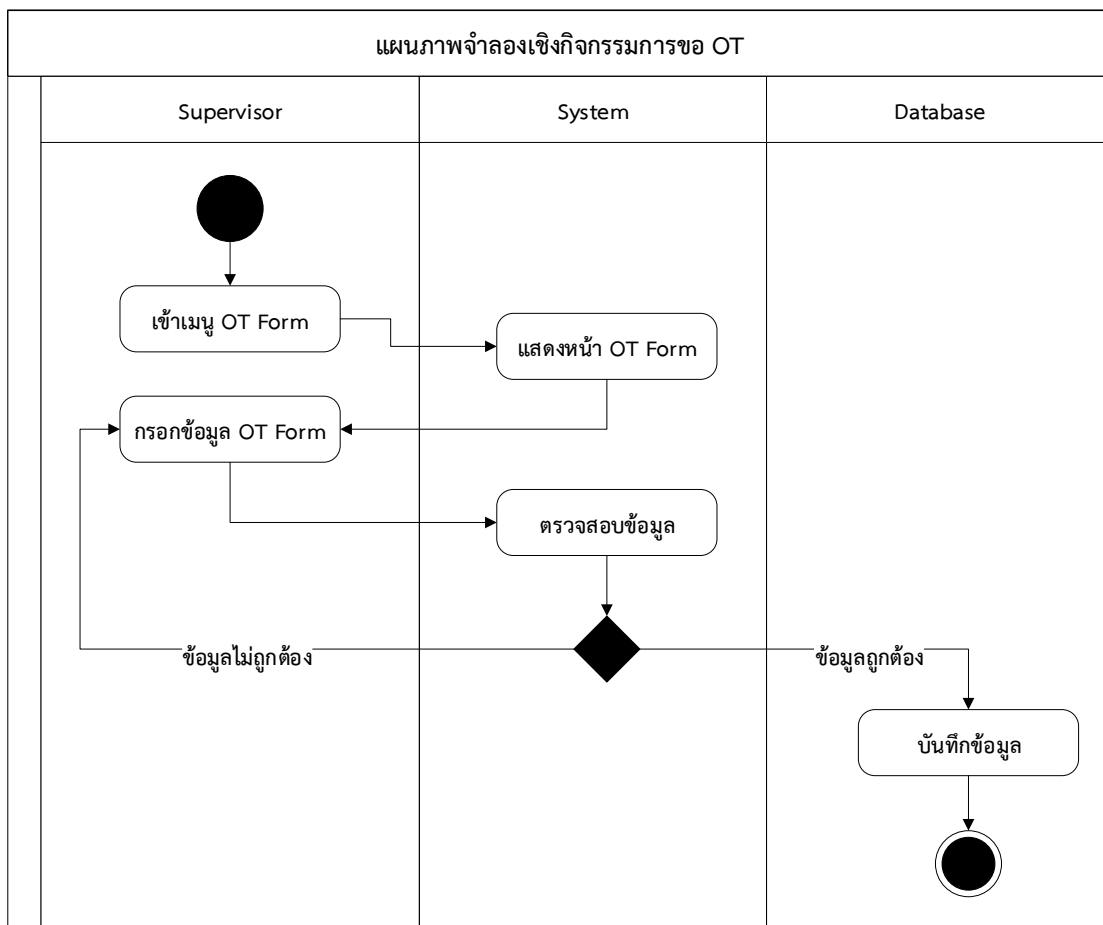 แผนภาพจำลองเชิงกิจกรรมการขอ OT
Supervisor
System
Database
เข้าเมนู OT Form
แสดงหน้า OT Form
กรอกข้อมูล OT Form
ตรวจสอบข้อมูล
ข้อมูลไม่ถูกต้อง
ข้อมูลถูกต้อง
บันทึกข้อมูล